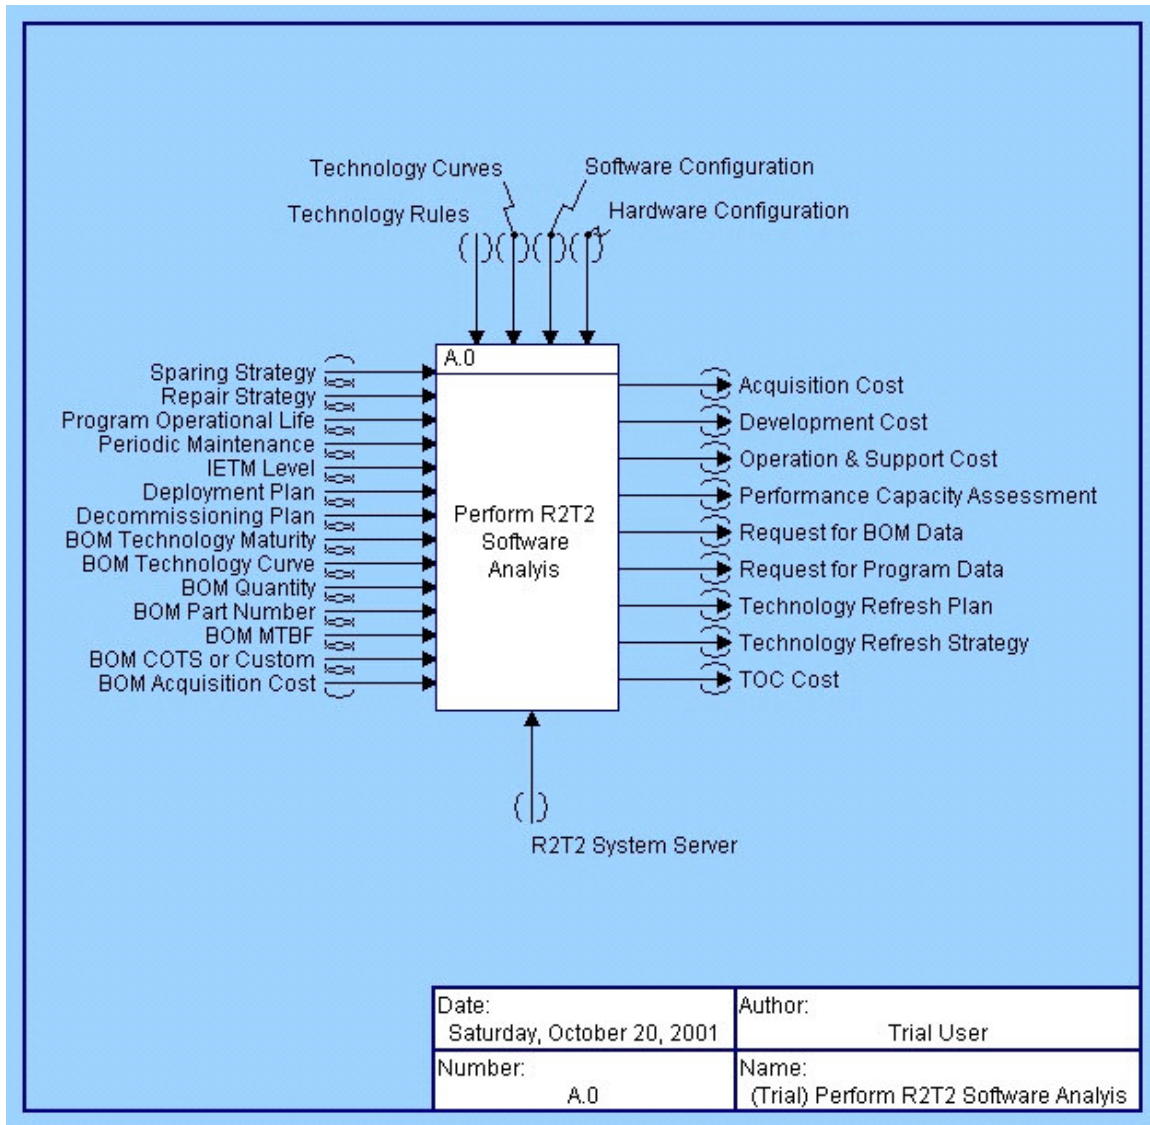 Technology Curves
Software Configuration
Technology Rules
Hardware Configuration
A.0
Sparing Strategy
Repair Strategy
Program Operational Life
Periodic Maintenance
IETM Level
Deployment Plan
Decommissioning Plan
BOM Technology Maturity
BOM Technology Curve
BOM Quantity
BOM Part Number
BOM MTBF
BOM COTS or Custom
BOM Acquisition Cost
Perform R2T2
Software
Analyis
Acquisition Cost
Development Cost
Operation & Support Cost
Performance Capacity Assessment
Request for BOM Data
Request for Program Data
Technology Refresh Plan
Technology Refresh Strategy
TOC Cost
R2T2 System Server
Date:
Saturday, October 20, 2001
Author:
Trial User
Number:
A.0
Name:
(Trial) Perform R2T2 Software Analyis